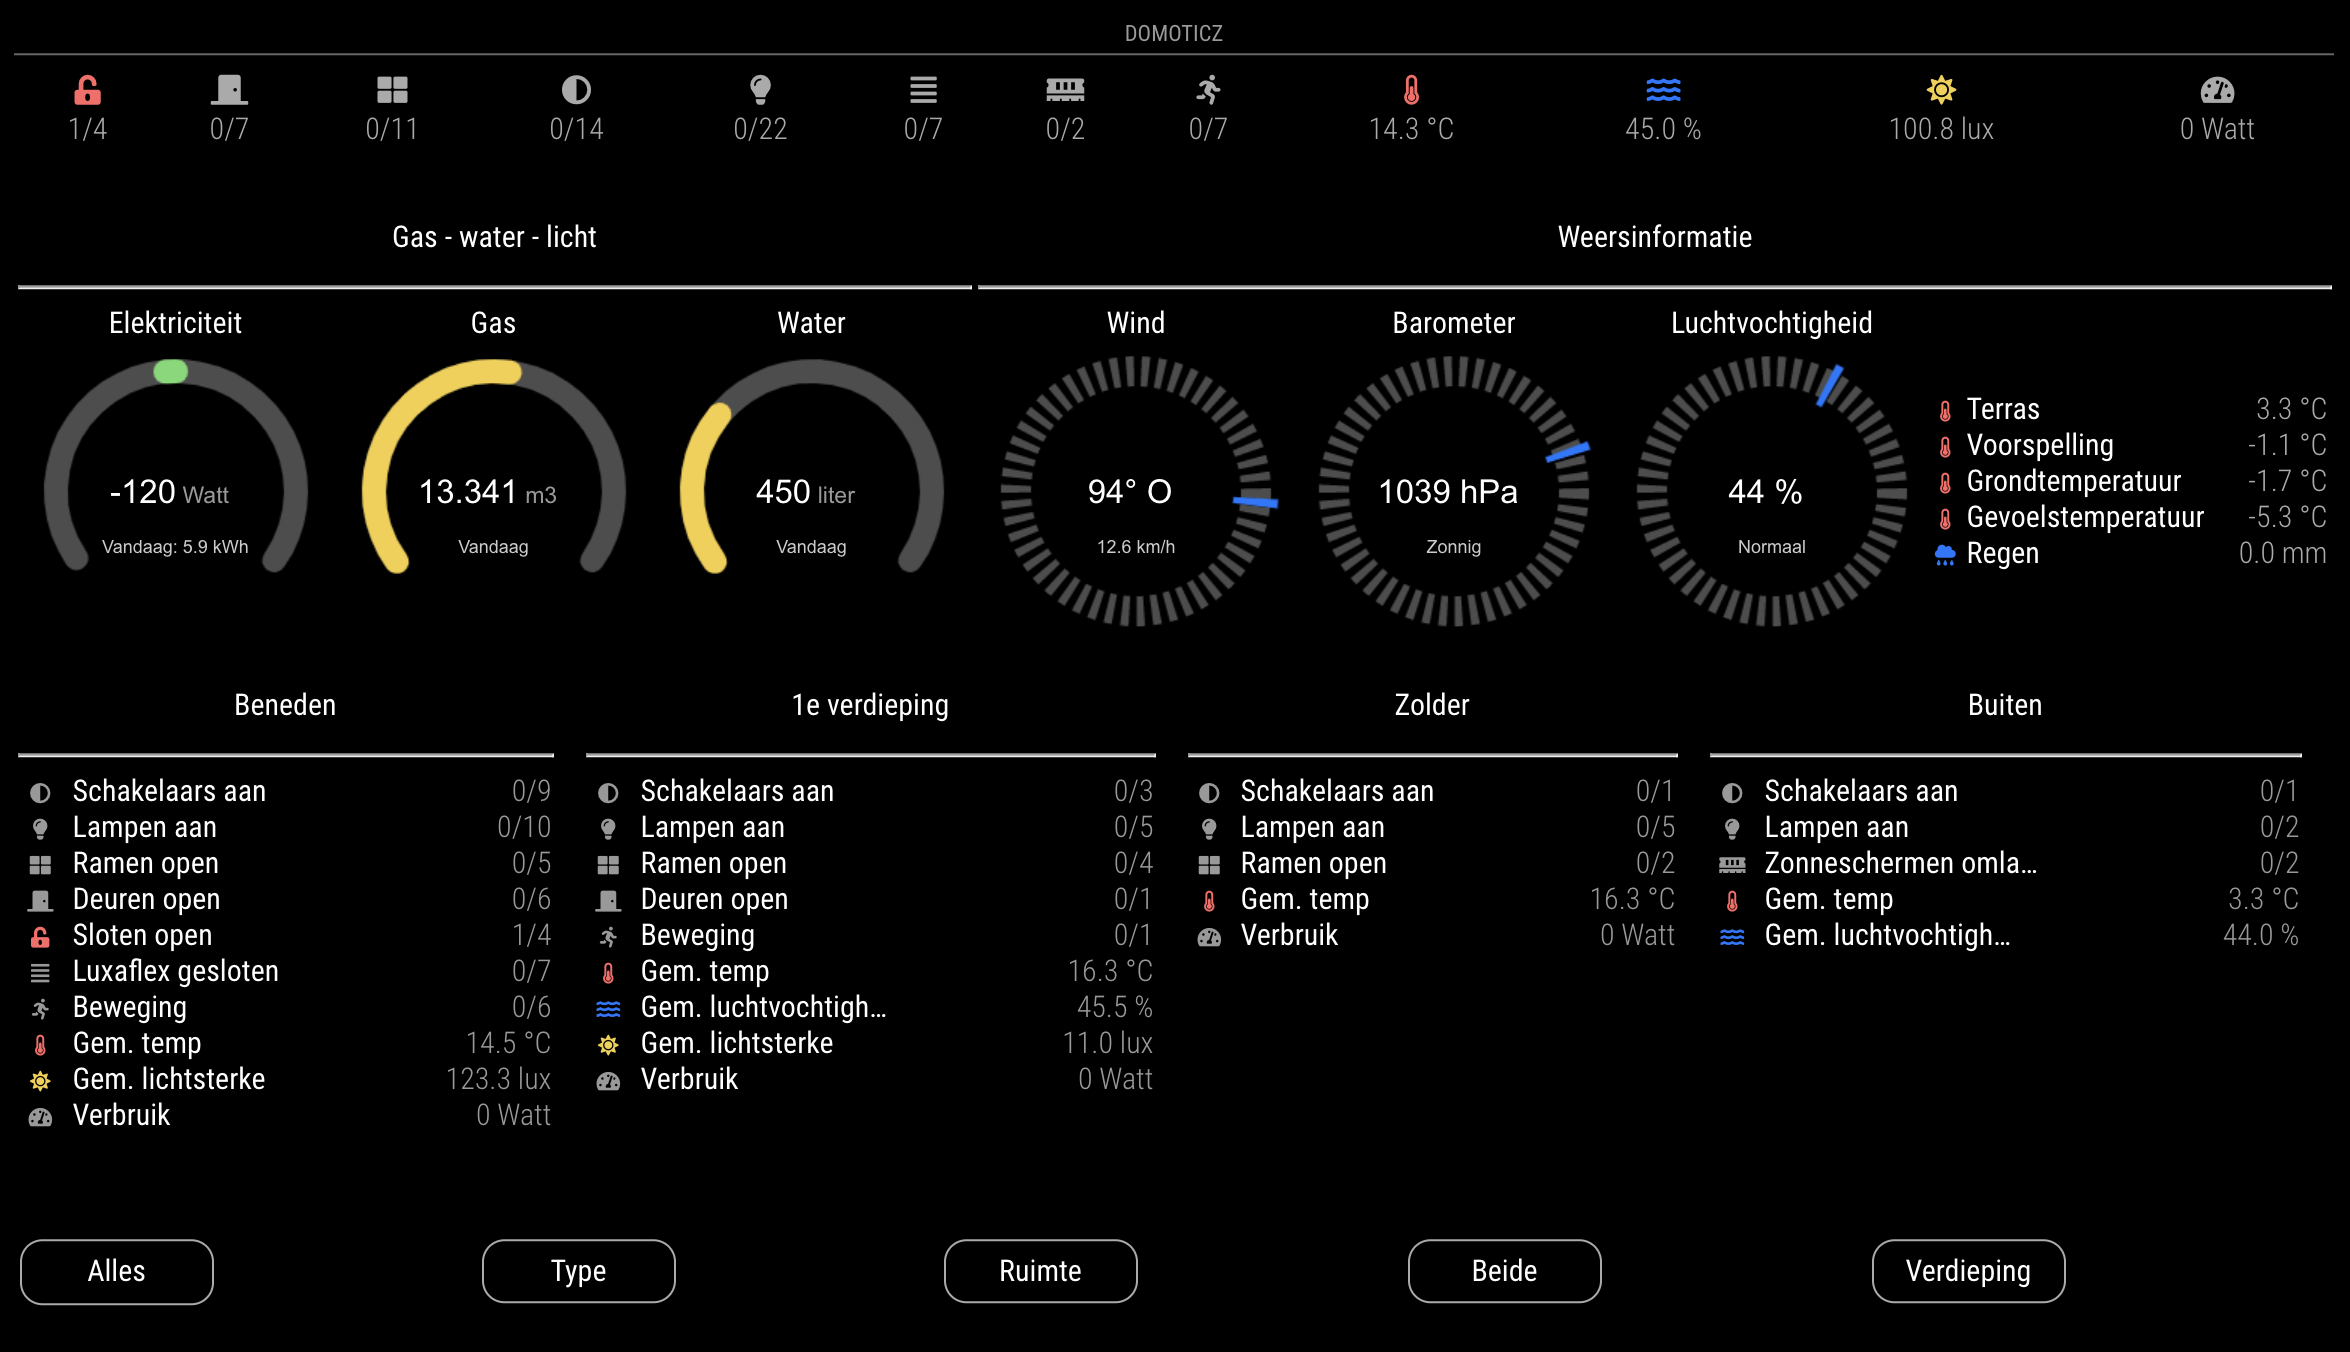 DOMOTICZ
1/4 0/7 0/11 0/14 0/22 0/7 0/2 0/7 14.3 °C 45.0 % 100.8 lux 0 Watt
Gas - water - licht
Elektriciteit Gas Water
-120 Watt 13.341 m3 450 liter
Vandaag: 5.9 kWh Vandaag Vandaag
Weersinformatie
Wind Barometer Luchtvochtigheid
94° O 1039 hPa 44 %
12.6 km/h Zonnig Normaal
Terras 3.3 °C
Voorspelling -1.1 °C
Grondtemperatuur -1.7 °C
Gevoelstemperatuur -5.3 °C
Regen 0.0 mm
Beneden
Schakelaars aan 0/9
Lampen aan 0/10
Ramen open 0/5
Deuren open 0/6
Sloten open 1/4
Luxaflex gesloten 0/7
Beweging 0/6
Gem. temp 14.5 °C
Gem. lichtsterke 123.3 lux
Verbruik 0 Watt
1e verdieping
Schakelaars aan 0/3
Lampen aan 0/5
Ramen open 0/4
Deuren open 0/1
Beweging 0/1
Gem. temp 16.3 °C
Gem. luchtvochtigh... 45.5 %
Gem. lichtsterke 11.0 lux
Verbruik 0 Watt
Zolder
Schakelaars aan 0/1
Lampen aan 0/5
Ramen open 0/2
Gem. temp 16.3 °C
Verbruik 0 Watt
Buiten
Schakelaars aan 0/1
Lampen aan 0/2
Zonneschermen omla... 0/2
Gem. temp 3.3 °C
Gem. luchtvochtigh... 44.0 %
Alles Type Ruimte Beide Verdieping